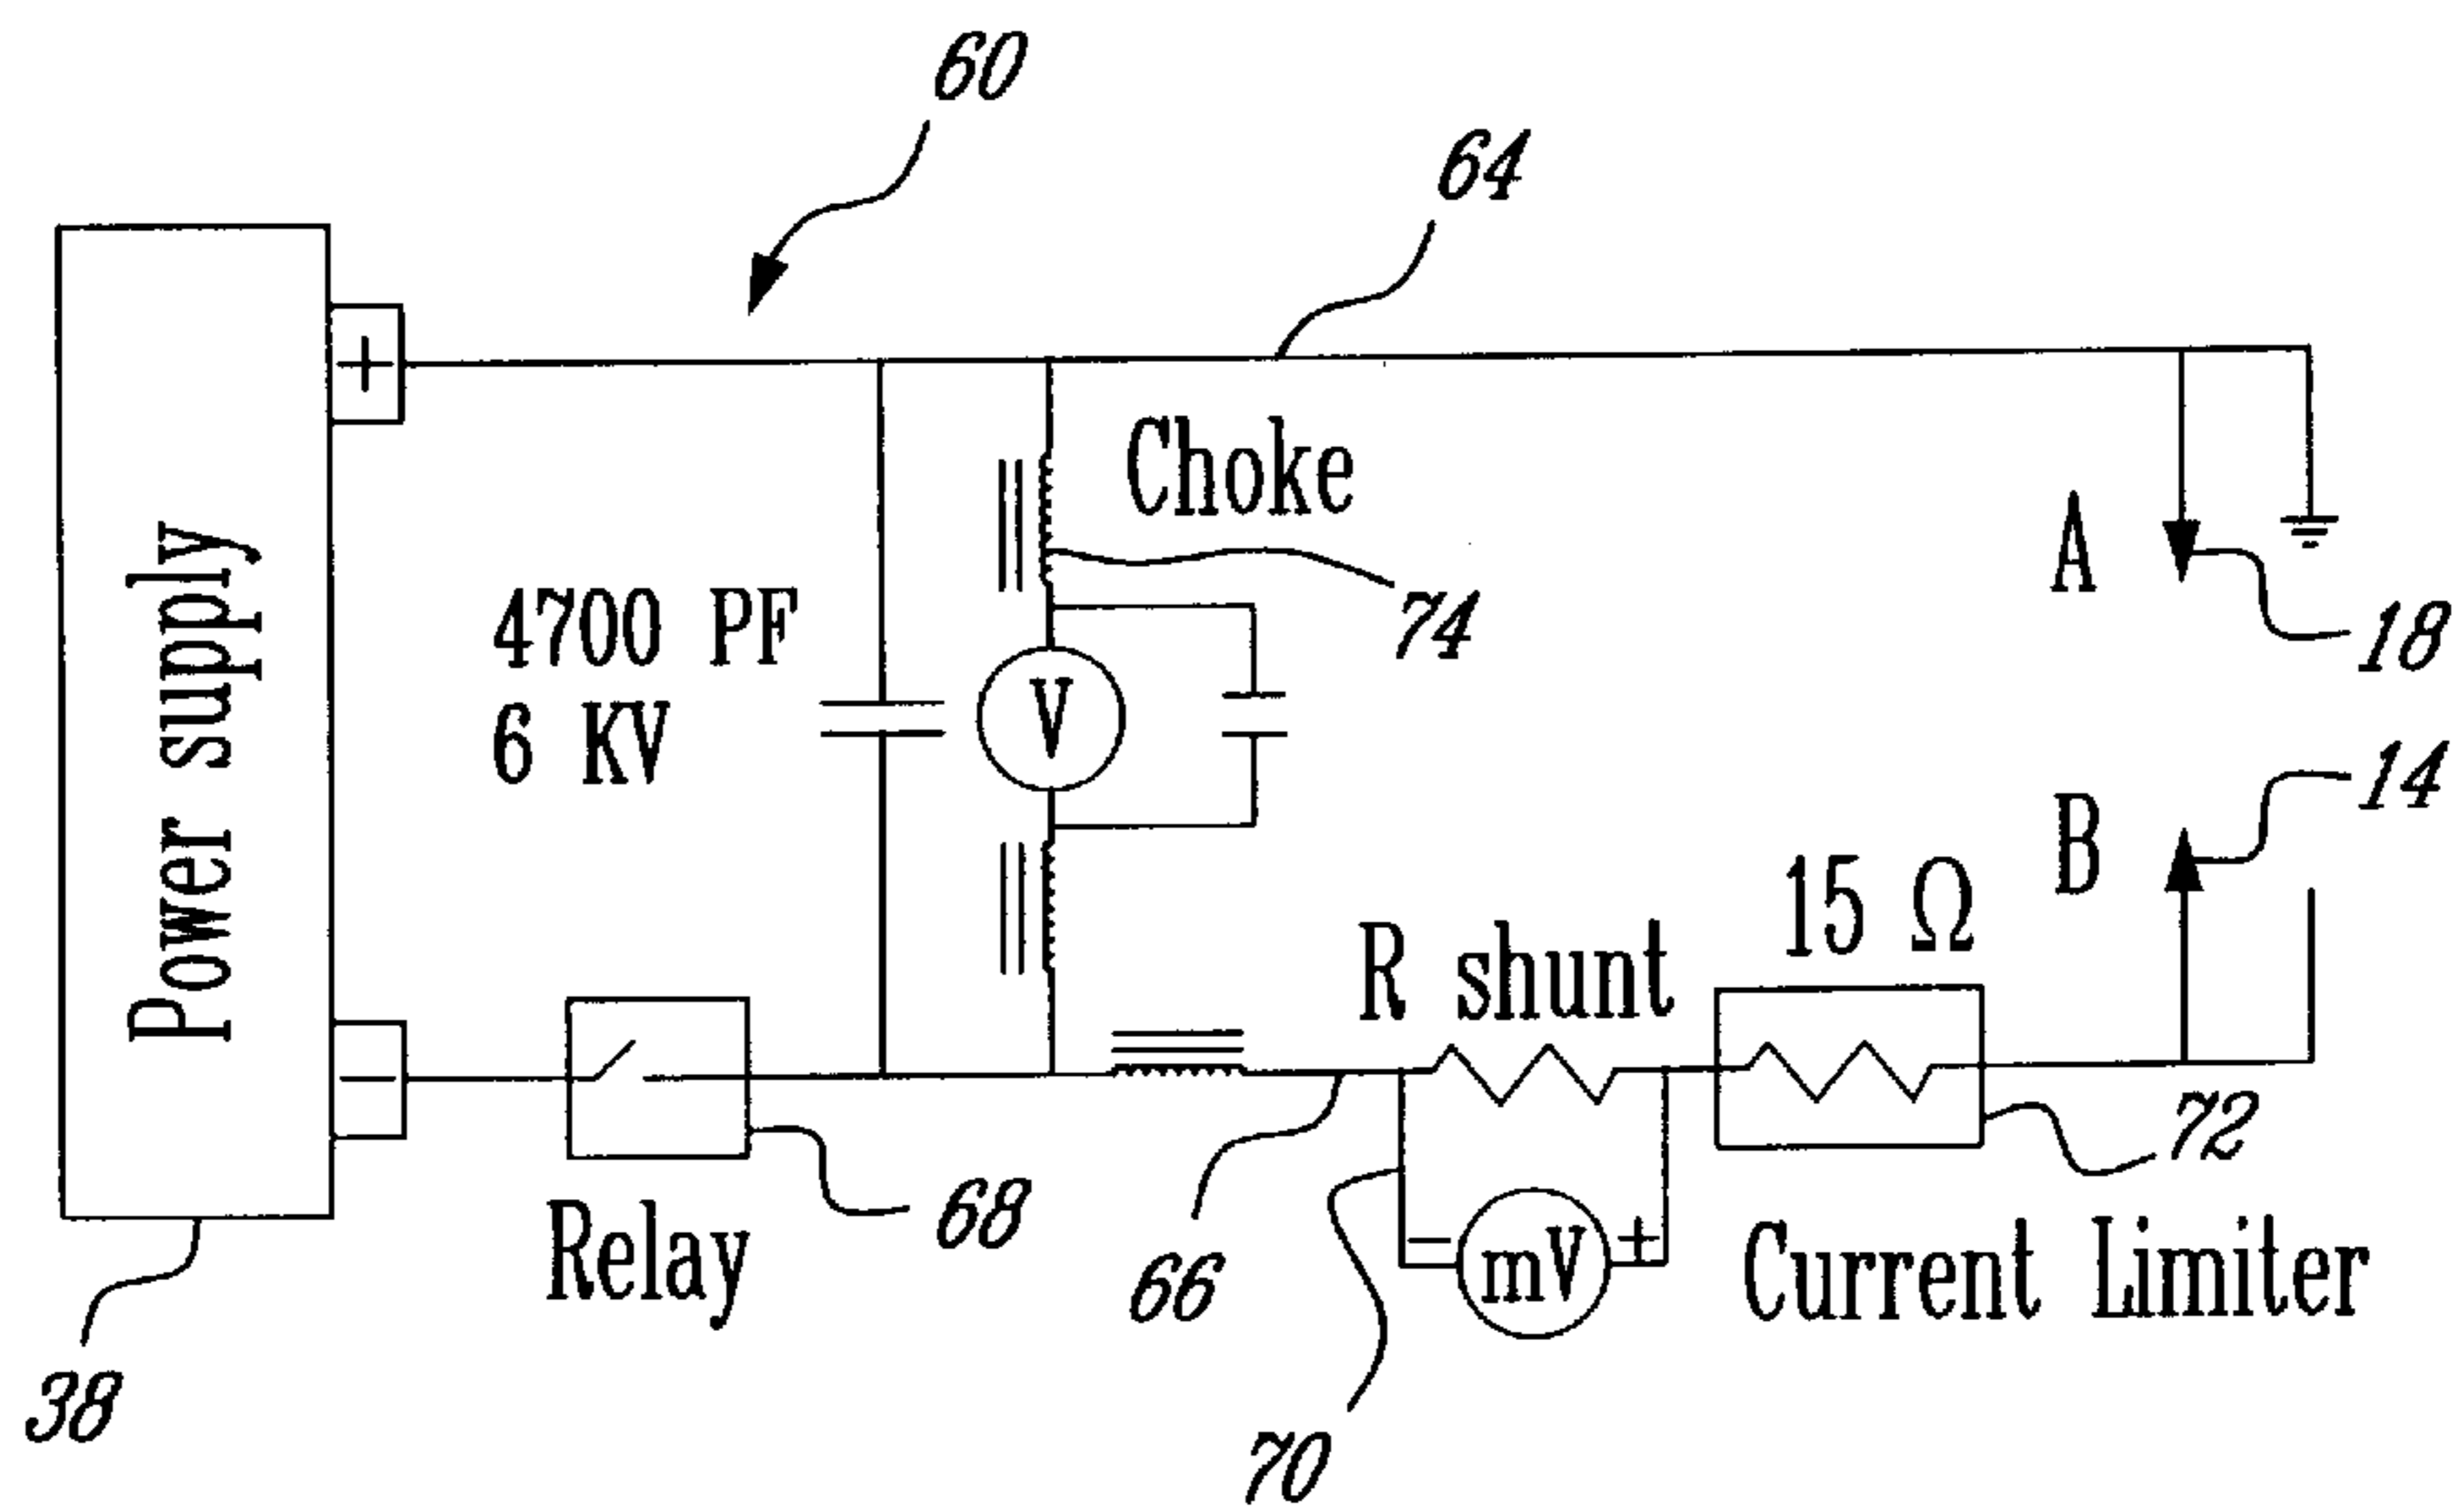 60
64
Power supply
+
Choke
74
4700 PF
6 KV
V
A
18
14
B
15 Ω
R shunt
−
Relay
68
66
− mV +
72
Current Limiter
38
70